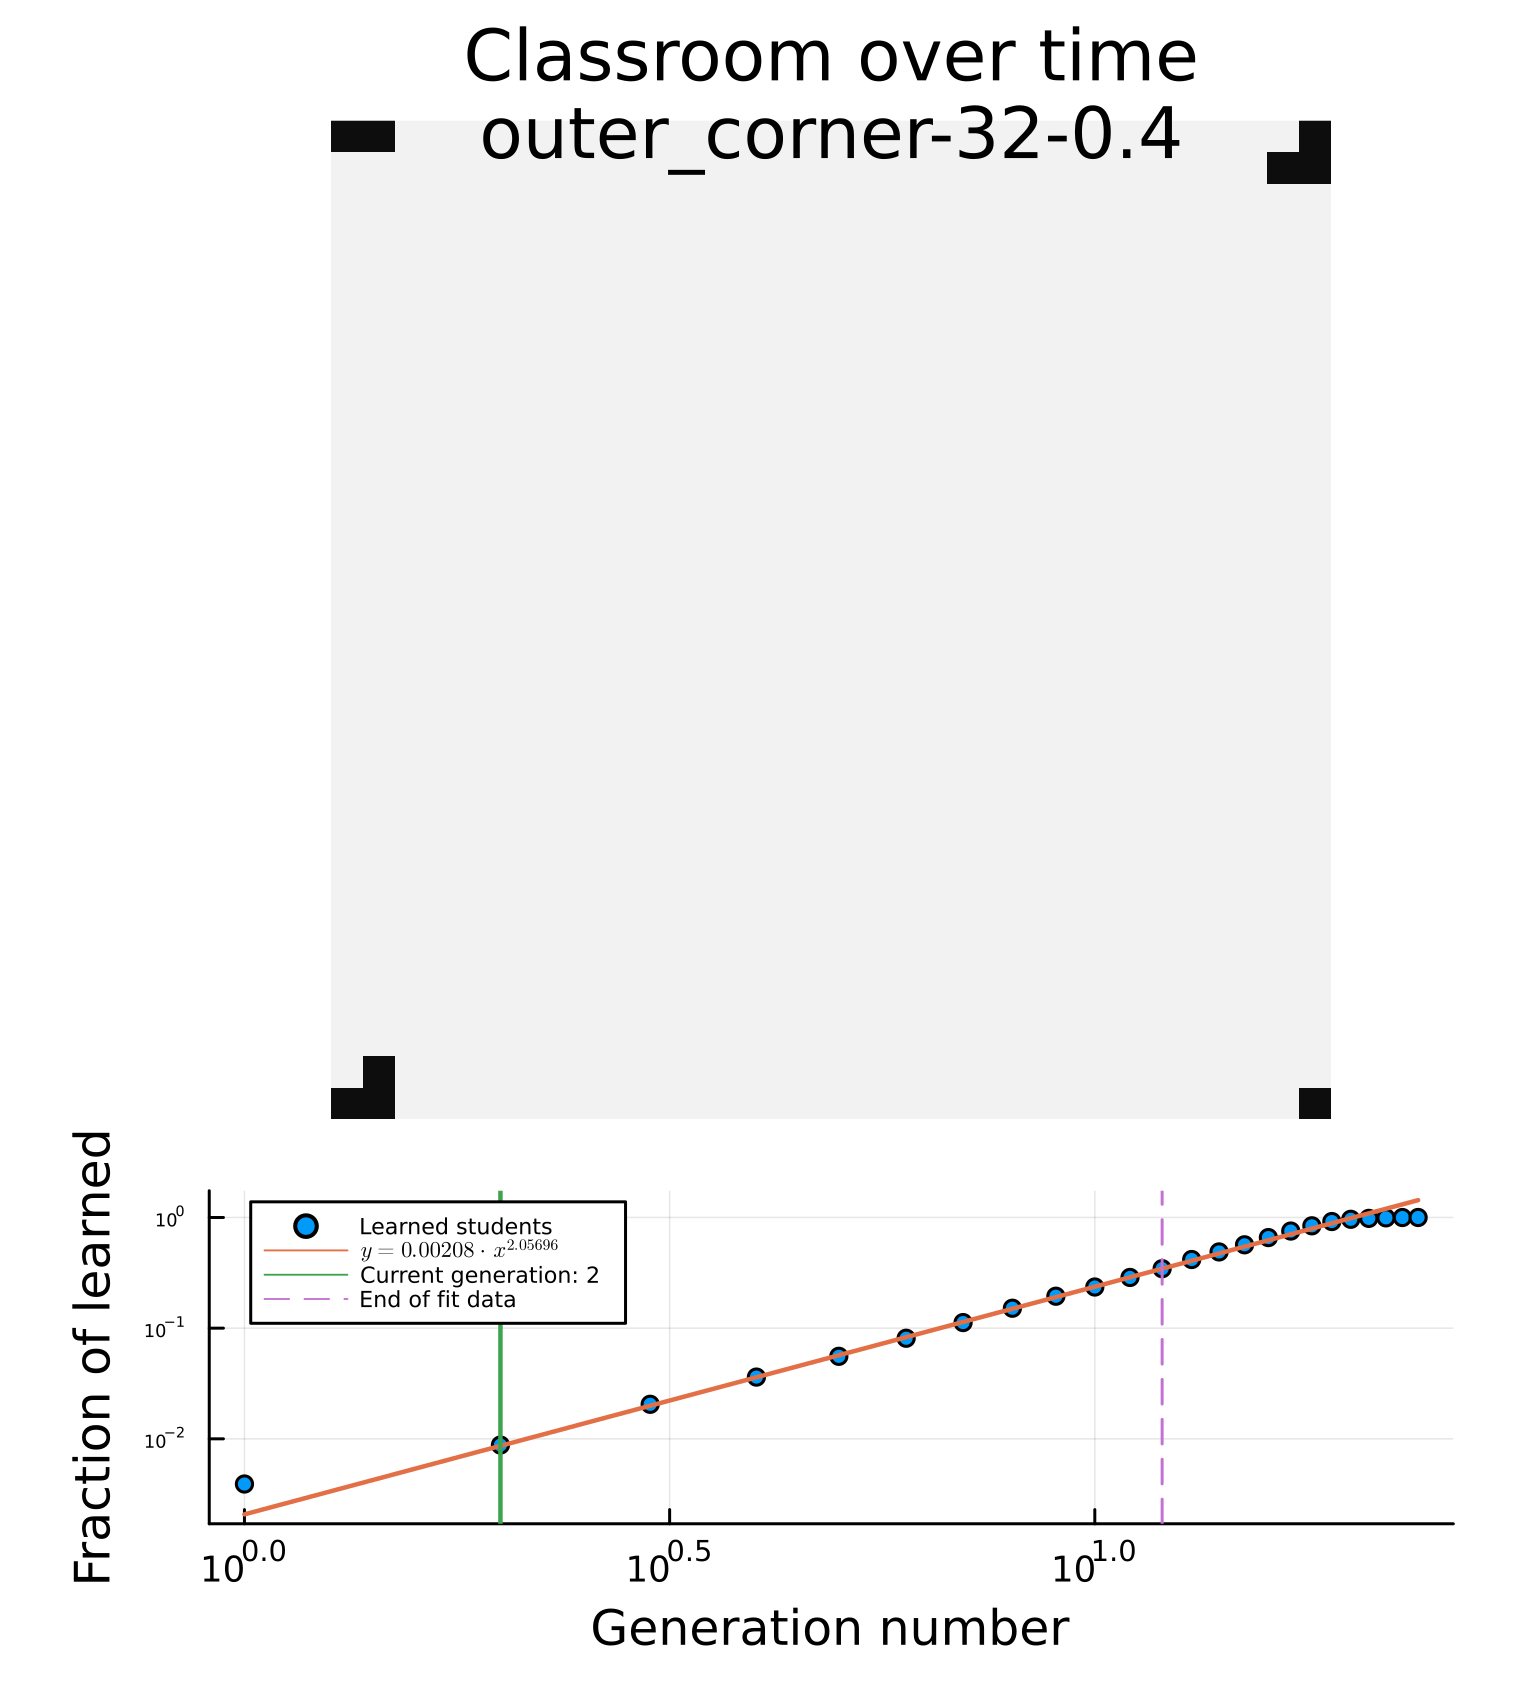 Classroom over time
outer_corner-32-0.4
Fraction of learned
10^0
10^-1
10^-2
Learned students
y = 0.00208 · x^2.05696
Current generation: 2
End of fit data
10^0.0
10^0.5
10^1.0
Generation number